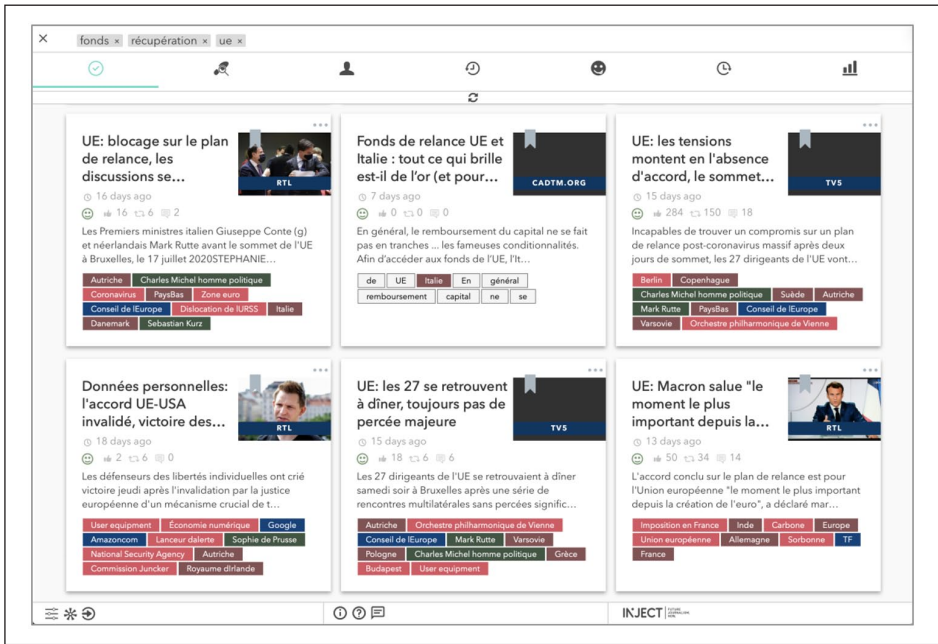 fonds × récupération × ue ×
UE: blocage sur le plan
de relance, les
discussions se...
RTL
16 days ago
16 6 2
Les Premiers ministres italien Giuseppe Conte (g)
et néerlandais Mark Rutte avant le sommet de l'UE
à Bruxelles, le 17 juillet 2020STEPHANIE...
Autriche Charles Michel homme politique
Coronavirus PaysBas Zone euro
Conseil de lEurope Dislocation de lURSS Italie
Danemark Sebastian Kurz
Fonds de relance UE et
Italie : tout ce qui brille
est-il de l'or (et pour...
CADTM.ORG
7 days ago
0 0 0
En général, le remboursement du capital ne se fait
pas en tranches ... les fameuses conditionnalités.
Afin d'accéder aux fonds de l'UE, l'It...
de UE Italie En général
remboursement capital ne se
UE: les tensions
montent en l'absence
d'accord, le sommet...
TV5
15 days ago
284 150 18
Incapables de trouver un compromis sur un plan
de relance post-coronavirus massif après deux
jours de sommet, les 27 dirigeants de l'UE vont...
Berlin Copenhague
Charles Michel homme politique Suède Autriche
Mark Rutte PaysBas Conseil de lEurope
Varsovie Orchestre philharmonique de Vienne
Données personnelles:
l'accord UE-USA
invalidé, victoire des...
RTL
18 days ago
2 6 0
Les défenseurs des libertés individuelles ont crié
victoire jeudi après l'invalidation par la justice
européenne d'un mécanisme crucial de t...
User equipment Économie numérique Google
Amazoncom Lanceur dalerte Sophie de Prusse
National Security Agency Autriche
Commission Juncker Royaume dIrlande
UE: les 27 se retrouvent
à dîner, toujours pas de
percée majeure
TV5
15 days ago
18 6 6
Les 27 dirigeants de l'UE se retrouvaient à dîner
samedi soir à Bruxelles après une série de
rencontres multilatérales sans percées signific...
Autriche Orchestre philharmonique de Vienne
Conseil de lEurope Mark Rutte Varsovie
Pologne Charles Michel homme politique Grèce
Budapest User equipment
UE: Macron salue "le
moment le plus
important depuis la...
RTL
13 days ago
50 34 14
L'accord conclu sur le plan de relance est pour
l'Union européenne "le moment le plus important
depuis la création de l'euro", a déclaré mar...
Imposition en France Inde Carbone Europe
Union européenne Allemagne Sorbonne TF
France
INJECT